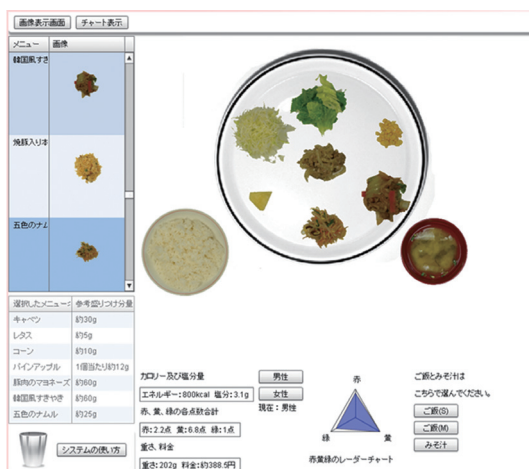 画像表示画面 チャート表示
メニュー 画像
韓国風すき
焼豚入りオ
五色のナム
選択したメニュー 参考盛りつけ分量
キャベツ 約30g
レタス 約5g
コーン 約10g
パインアップル 1個当たり約12g
豚肉のマヨネーズ 約60g
韓国風すきやき 約60g
五色のナムル 約25g
システムの使い方
カロリー及び塩分量
エネルギー:800kcal 塩分:3.1g
赤、黄、緑の各点数合計
赤:2.2点 黄:6.8点 緑:1点
重さ、料金
重さ:202g 料金:約388.5円
男性
女性
現在:男性
赤
緑 黄
赤黄緑のレーダーチャート
ご飯とみそ汁は
こちらで選んでください。
ご飯(S)
ご飯(M)
みそ汁